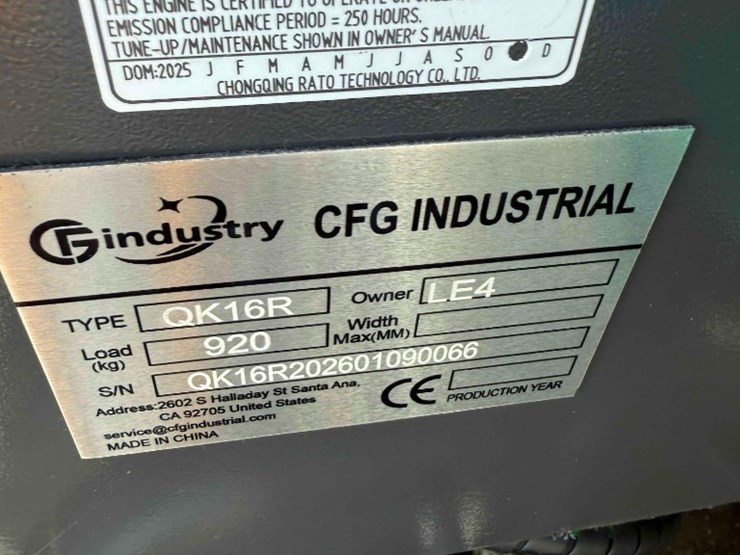 THIS ENGINE IS CERTIFIED TO OPERATE ON
EMISSION COMPLIANCE PERIOD = 250 HOURS.
TUNE-UP/MAINTENANCE SHOWN IN OWNER'S MANUAL.
DOM:2025 J F M A M J J A S O D
CHONGQING RATO TECHNOLOGY CO., LTD.
CFG industry CFG INDUSTRIAL
TYPE QK16R Owner LE4
Load (kg) 920 Width Max(MM)
S/N QK16R202601090066
Address:2602 S Halladay St Santa Ana,
CA 92705 United States
service@cfgindustrial.com
MADE IN CHINA
CE PRODUCTION YEAR